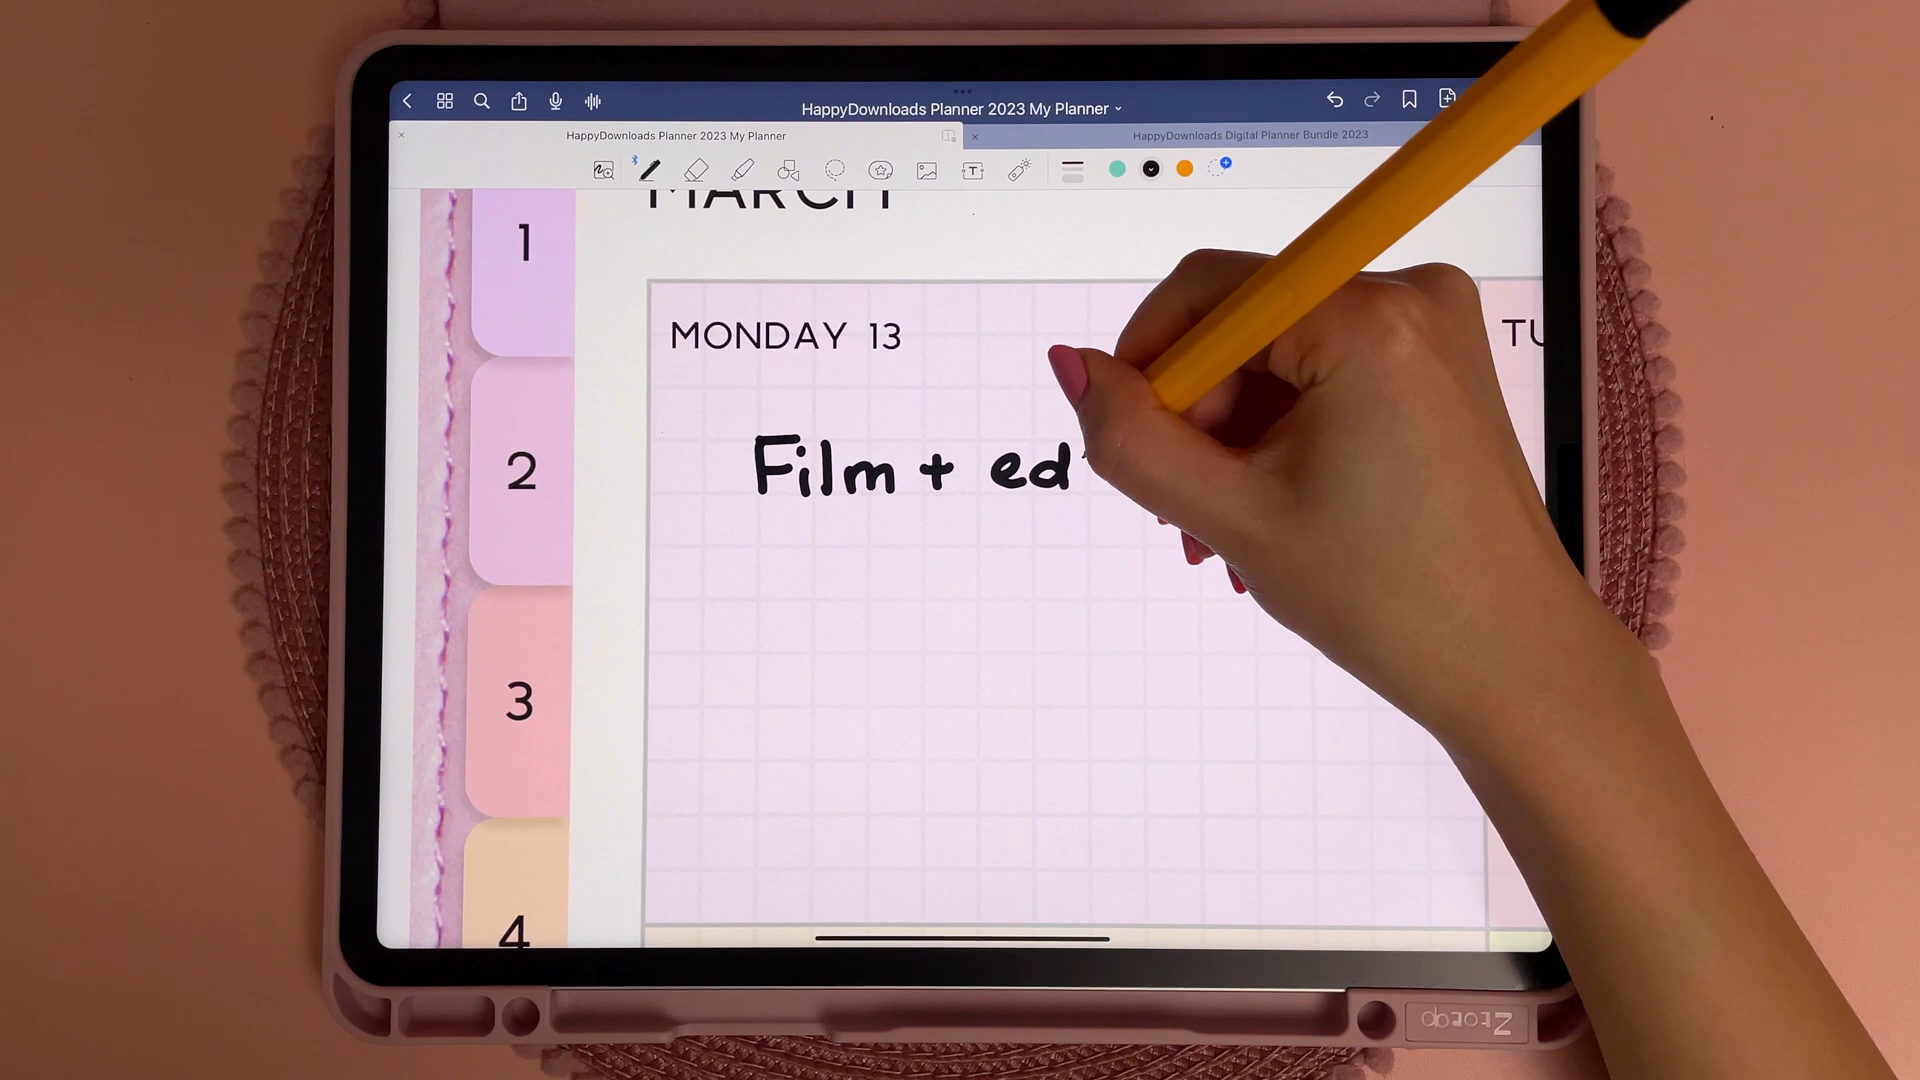 HappyDownloads Planner 2023 My Planner
HappyDownloads Planner 2023 My Planner
HappyDownloads Digital Planner Bundle 2023
T
MARCH
1
2
3
4
MONDAY 13
TU
Film + ed
Zoeegp